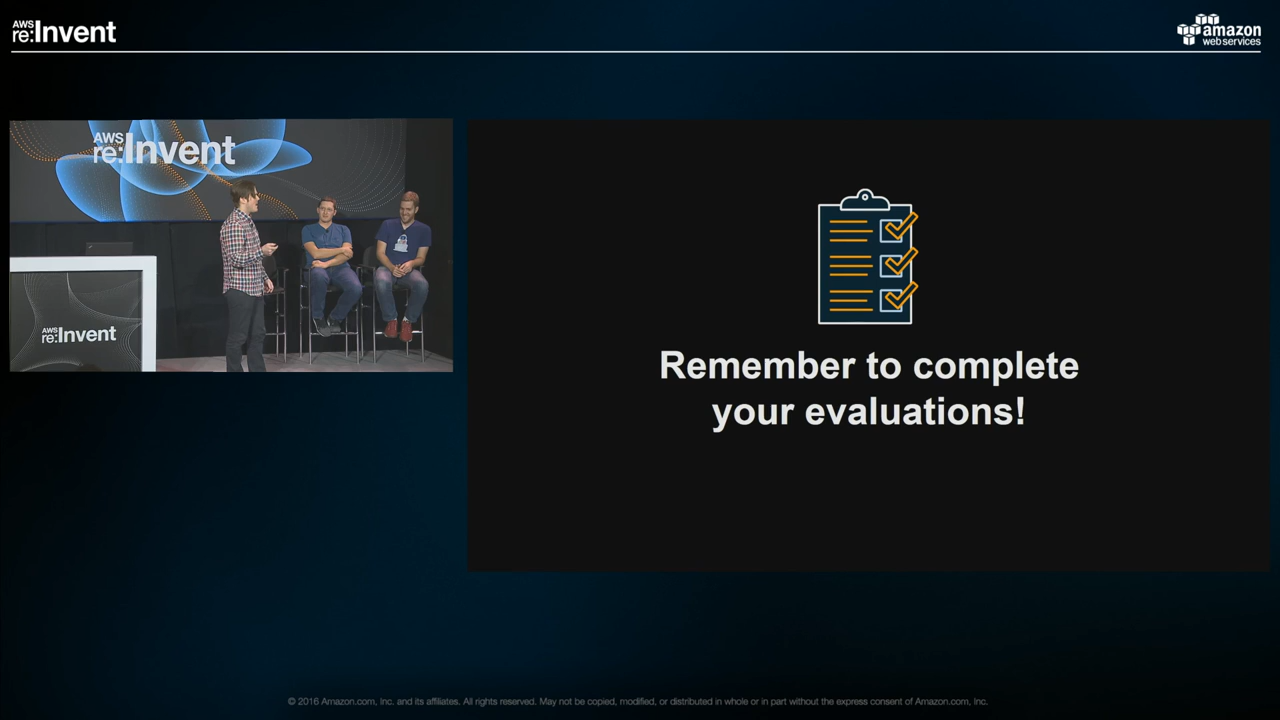 AWS
re:Invent
amazon
web services
AWS
re:Invent
AWS
re:Invent
Remember to complete
your evaluations!
© 2016 Amazon.com, Inc. and its affiliates. All rights reserved. May not be copied, modified, or distributed in whole or in part without the express consent of Amazon.com, Inc.